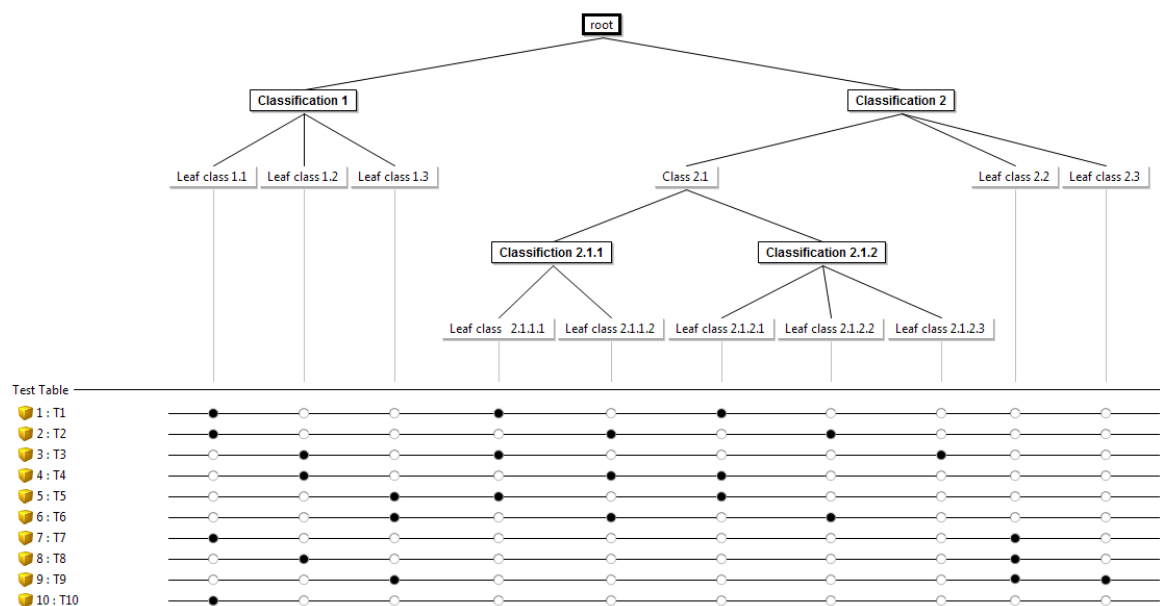 root
Classification 1
Classification 2
Leaf class 1.1
Leaf class 1.2
Leaf class 1.3
Class 2.1
Leaf class 2.2
Leaf class 2.3
Classifiction 2.1.1
Classification 2.1.2
Leaf class 2.1.1.1
Leaf class 2.1.1.2
Leaf class 2.1.2.1
Leaf class 2.1.2.2
Leaf class 2.1.2.3
Test Table
1 : T1
2 : T2
3 : T3
4 : T4
5 : T5
6 : T6
7 : T7
8 : T8
9 : T9
10 : T10